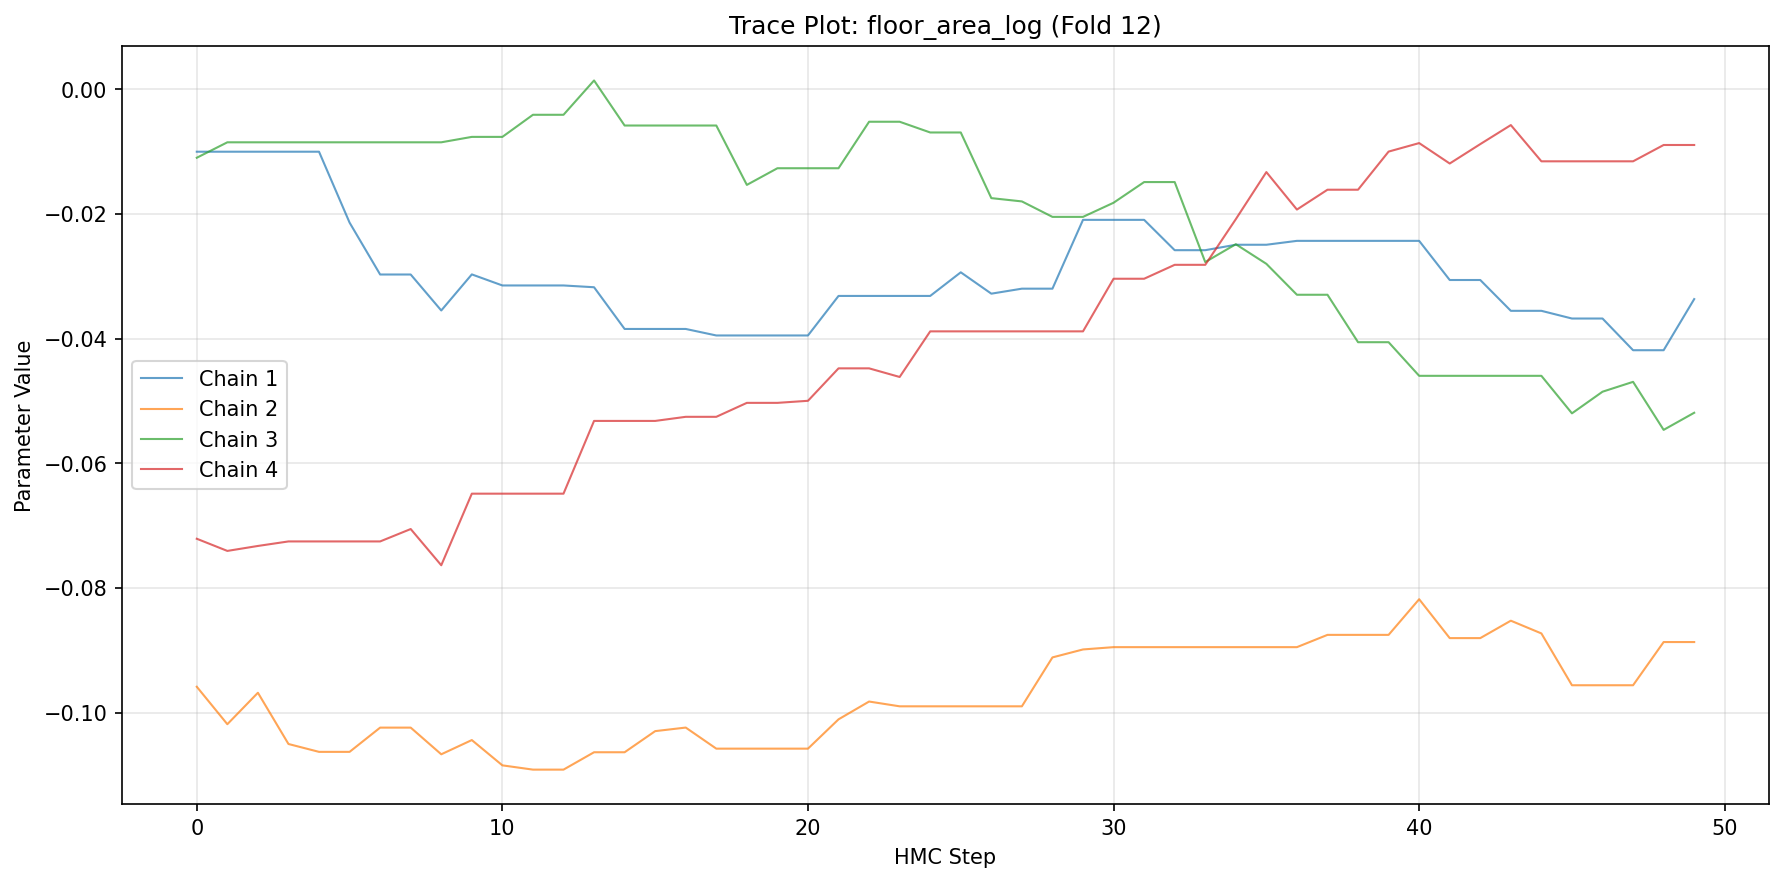 Trace Plot: floor_area_log (Fold 12)
Parameter Value
0.00
−0.02
−0.04
−0.06
−0.08
−0.10
Chain 1
Chain 2
Chain 3
Chain 4
0 10 20 30 40 50
HMC Step